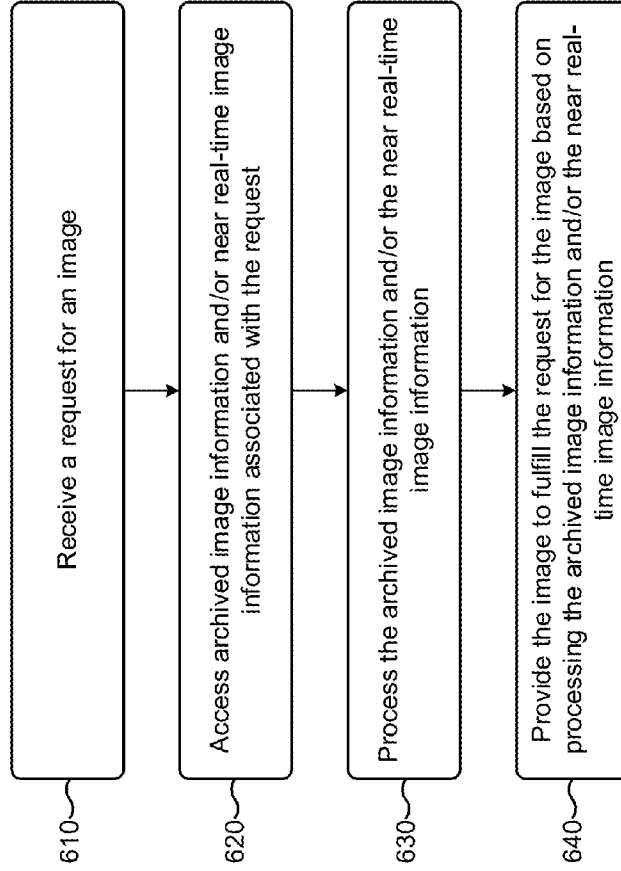 610
Receive a request for an image
620
Access archived image information and/or near real-time image
information associated with the request
630
Process the archived image information and/or the near real-time
image information
640
Provide the image to fulfill the request for the image based on
processing the archived image information and/or the near real-
time image information